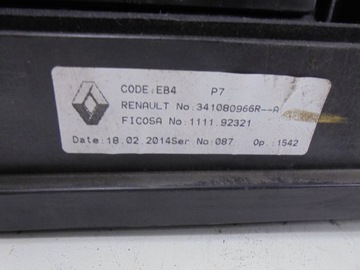 CODE:EB4 P7
RENAULT No:341080966R--A
FICOSA No:1111.92321
Date:18.02.2014Ser No:087 Op.:1542